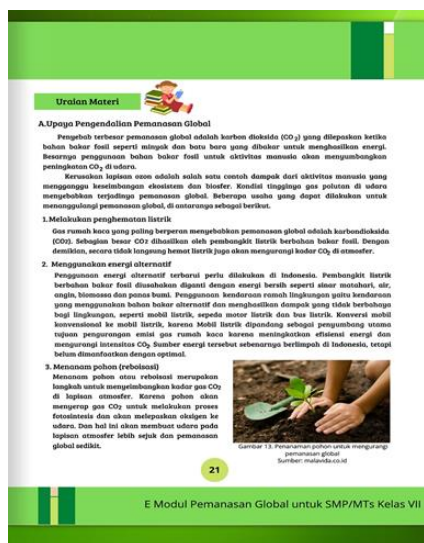 Uraian Materi
A.Upaya Pengendalian Pemanasan Global
Penyebab terbesar pemanasan global adalah karbon dioksida (CO2) yang dilepaskan ketika
bahan bakar fosil seperti minyak dan batu bara yang dibakar untuk menghasilkan energi.
Besarnya penggunaan bahan bakar fosil untuk aktivitas manusia akan menyumbangkan
peningkatan CO2 di udara.
Kerusakan lapisan ozon adalah salah satu contoh dampak dari aktivitas manusia yang
mengganggu keseimbangan ekosistem dan biosfer. Kondisi tingginya gas polutan di udara
menyebabkan terjadinya pemanasan global. Beberapa usaha yang dapat dilakukan untuk
menanggulangi pemanasan global, di antaranya sebagai berikut.
1.Melakukan penghematan listrik
Gas rumah kaca yang paling berperan menyebabkan pemanasan global adalah karbondioksida
(CO2). Sebagian besar CO2 dihasilkan oleh pembangkit listrik berbahan bakar fosil. Dengan
demikian, secara tidak langsung hemat listrik juga akan mengurangi kadar CO2 di atmosfer.
2. Menggunakan energi alternatif
Penggunaan energi alternatif terbarui perlu dilakukan di Indonesia. Pembangkit listrik
berbahan bakar fosil diusahakan diganti dengan energi bersih seperti sinar matahari, air,
angin, biomassa dan panas bumi. Penggunaan kendaraan ramah lingkungan yaitu kendaraan
yang menggunakan bahan bakar alternatif dan menghasilkan dampak yang tidak berbahaya
bagi lingkungan, seperti mobil listrik, sepeda motor listrik dan bus listrik. Konversi mobil
konvensional ke mobil listrik, karena Mobil listrik dipandang sebagai penyumbang utama
tujuan pengurangan emisi gas rumah kaca karena meningkatkan efisiensi energi dan
mengurangi intensitas CO2. Sumber energi tersebut sebenarnya berlimpah di Indonesia, tetapi
belum dimanfaatkan dengan optimal.
3. Menanam pohon (reboisasi)
Menanam pohon atau reboisasi merupakan
langkah untuk menyeimbangkan kadar gas CO2
di lapisan atmosfer. Karena pohon akan
menyerap gas CO2 untuk melakukan proses
fotosintesis dan akan melepaskan oksigen ke
udara. Dan hal ini akan membuat udara pada
lapisan atmosfer lebih sejuk dan pemanasan
global sedikit.
Gambar 13. Penanaman pohon untuk mengurangi
pemanasan global
Sumber: malavida.co.id
21
E Modul Pemanasan Global untuk SMP/MTs Kelas VII